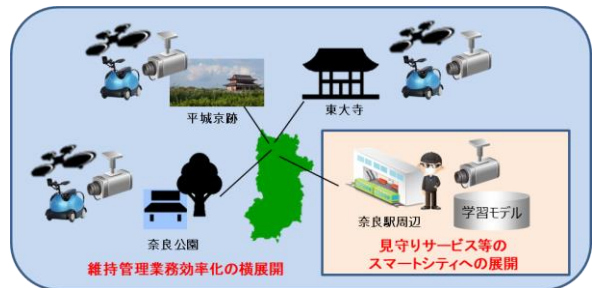 平城京跡
東大寺
奈良公園
奈良駅周辺
学習モデル
維持管理業務効率化の横展開
見守りサービス等の
スマートシティへの展開